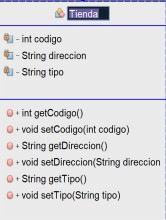 Tienda
- int codigo
- String direccion
- String tipo
+ int getCodigo()
+ void setCodigo(int codigo)
+ String getDireccion()
+ void setDireccion(String direccion
+ String getTipo()
+ void setTipo(String tipo)